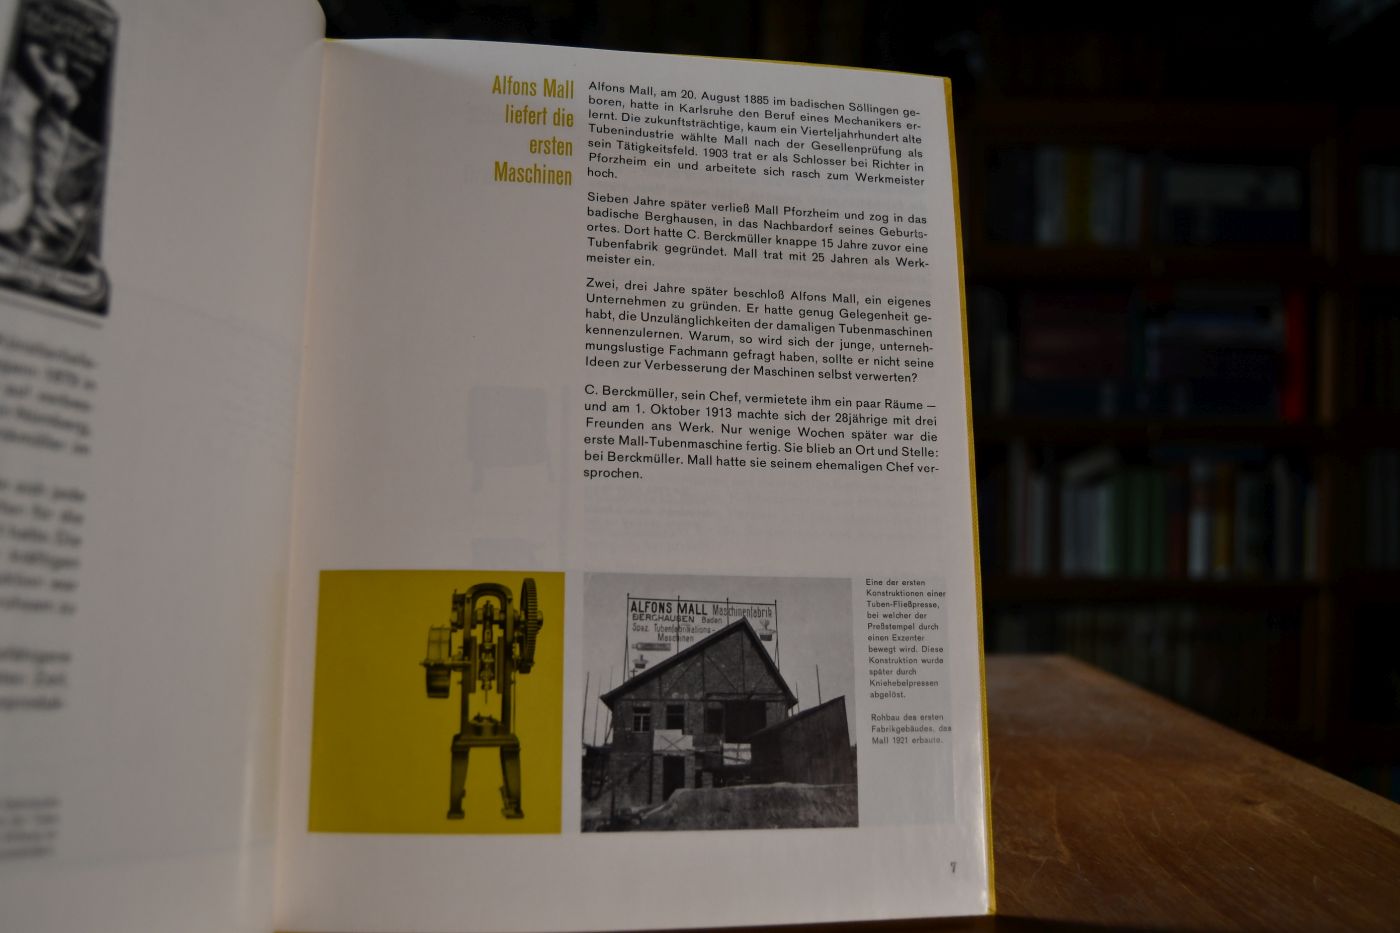 Alfons Mall
liefert die
ersten
Maschinen
Alfons Mall, am 20. August 1885 im badischen Söllingen ge-
boren, hatte in Karlsruhe den Beruf eines Mechanikers er-
lernt. Die zukunftsträchtige, kaum ein Vierteljahrhundert alte
Tubenindustrie wählte Mall nach der Gesellenprüfung als
sein Tätigkeitsfeld. 1903 trat er als Schlosser bei Richter in
Pforzheim ein und arbeitete sich rasch zum Werkmeister
hoch.
Sieben Jahre später verließ Mall Pforzheim und zog in das
badische Berghausen, in das Nachbardorf seines Geburts-
ortes. Dort hatte C. Berckmüller knappe 15 Jahre zuvor eine
Tubenfabrik gegründet. Mall trat mit 25 Jahren als Werk-
meister ein.
Zwei, drei Jahre später beschloß Alfons Mall, ein eigenes
Unternehmen zu gründen. Er hatte genug Gelegenheit ge-
habt, die Unzulänglichkeiten der damaligen Tubenmaschinen
kennenzulernen. Warum, so wird sich der junge, unterneh-
mungslustige Fachmann gefragt haben, sollte er nicht seine
Ideen zur Verbesserung der Maschinen selbst verwerten?
C. Berckmüller, sein Chef, vermietete ihm ein paar Räume —
und am 1. Oktober 1913 machte sich der 28jährige mit drei
Freunden ans Werk. Nur wenige Wochen später war die
erste Mall-Tubenmaschine fertig. Sie blieb an Ort und Stelle:
bei Berckmüller. Mall hatte sie seinem ehemaligen Chef ver-
sprochen.
ALFONS MALL Maschinenfabrik
BERGHAUSEN Baden
Spez. Tubenfabrikations-
Maschinen
Eine der ersten
Konstruktionen einer
Tuben-Fließpresse,
bei welcher der
Preßstempel durch
einen Exzenter
bewegt wird. Diese
Konstruktion wurde
später durch
Kniehebelpressen
abgelöst.
Rohbau des ersten
Fabrikgebäudes, das
Mall 1921 erbaute.
7